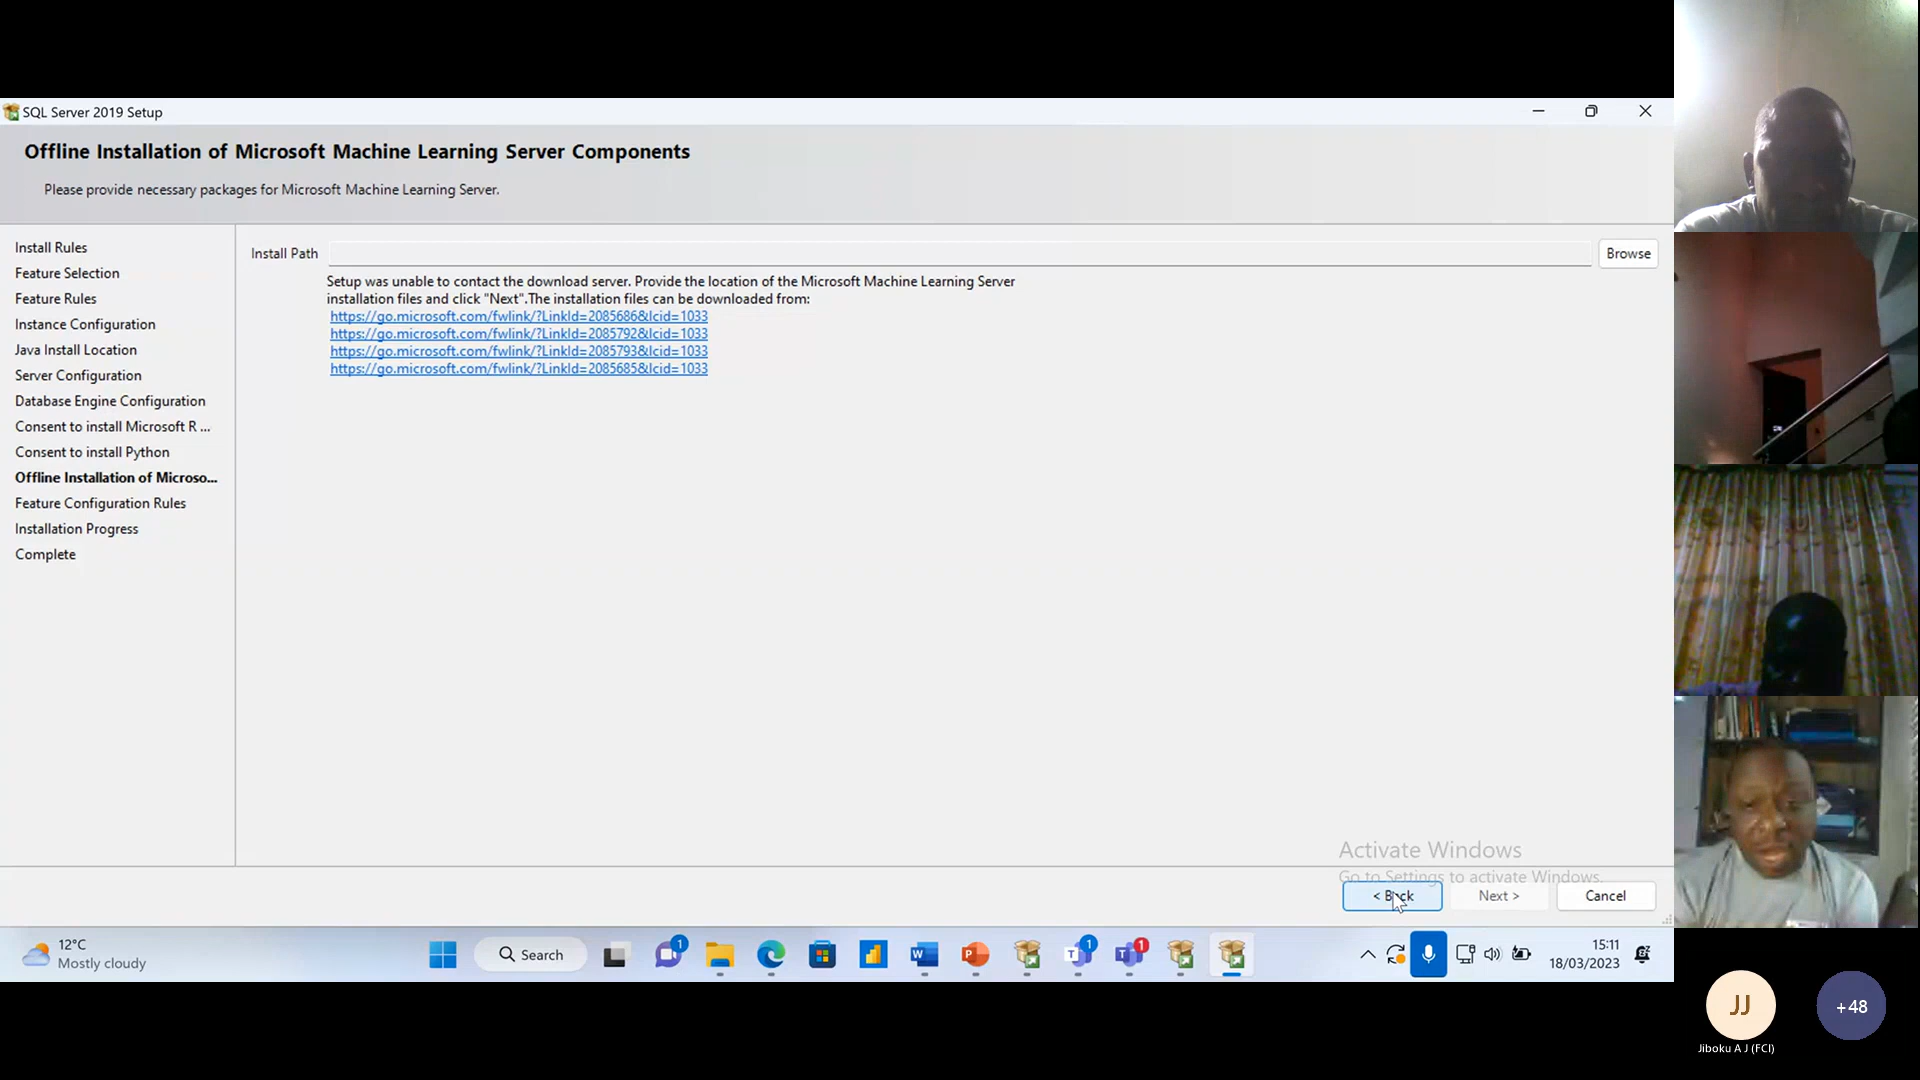 SQL Server 2019 Setup
Offline Installation of Microsoft Machine Learning Server Components
Please provide necessary packages for Microsoft Machine Learning Server.
Install Rules
Feature Selection
Feature Rules
Instance Configuration
Java Install Location
Server Configuration
Database Engine Configuration
Consent to install Microsoft R ...
Consent to install Python
Offline Installation of Microso...
Feature Configuration Rules
Installation Progress
Complete
Install Path
Browse
Setup was unable to contact the download server. Provide the location of the Microsoft Machine Learning Server
installation files and click "Next".The installation files can be downloaded from:
https://go.microsoft.com/fwlink/?LinkId=2085686&lcid=1033
https://go.microsoft.com/fwlink/?LinkId=2085792&lcid=1033
https://go.microsoft.com/fwlink/?LinkId=2085793&lcid=1033
https://go.microsoft.com/fwlink/?LinkId=2085685&lcid=1033
Activate Windows
Go to Settings to activate Windows.
< Back
Next >
Cancel
12°C
Mostly cloudy
Search
1
1
1
15:11
18/03/2023
JJ
+48
Jiboku A J (FCI)